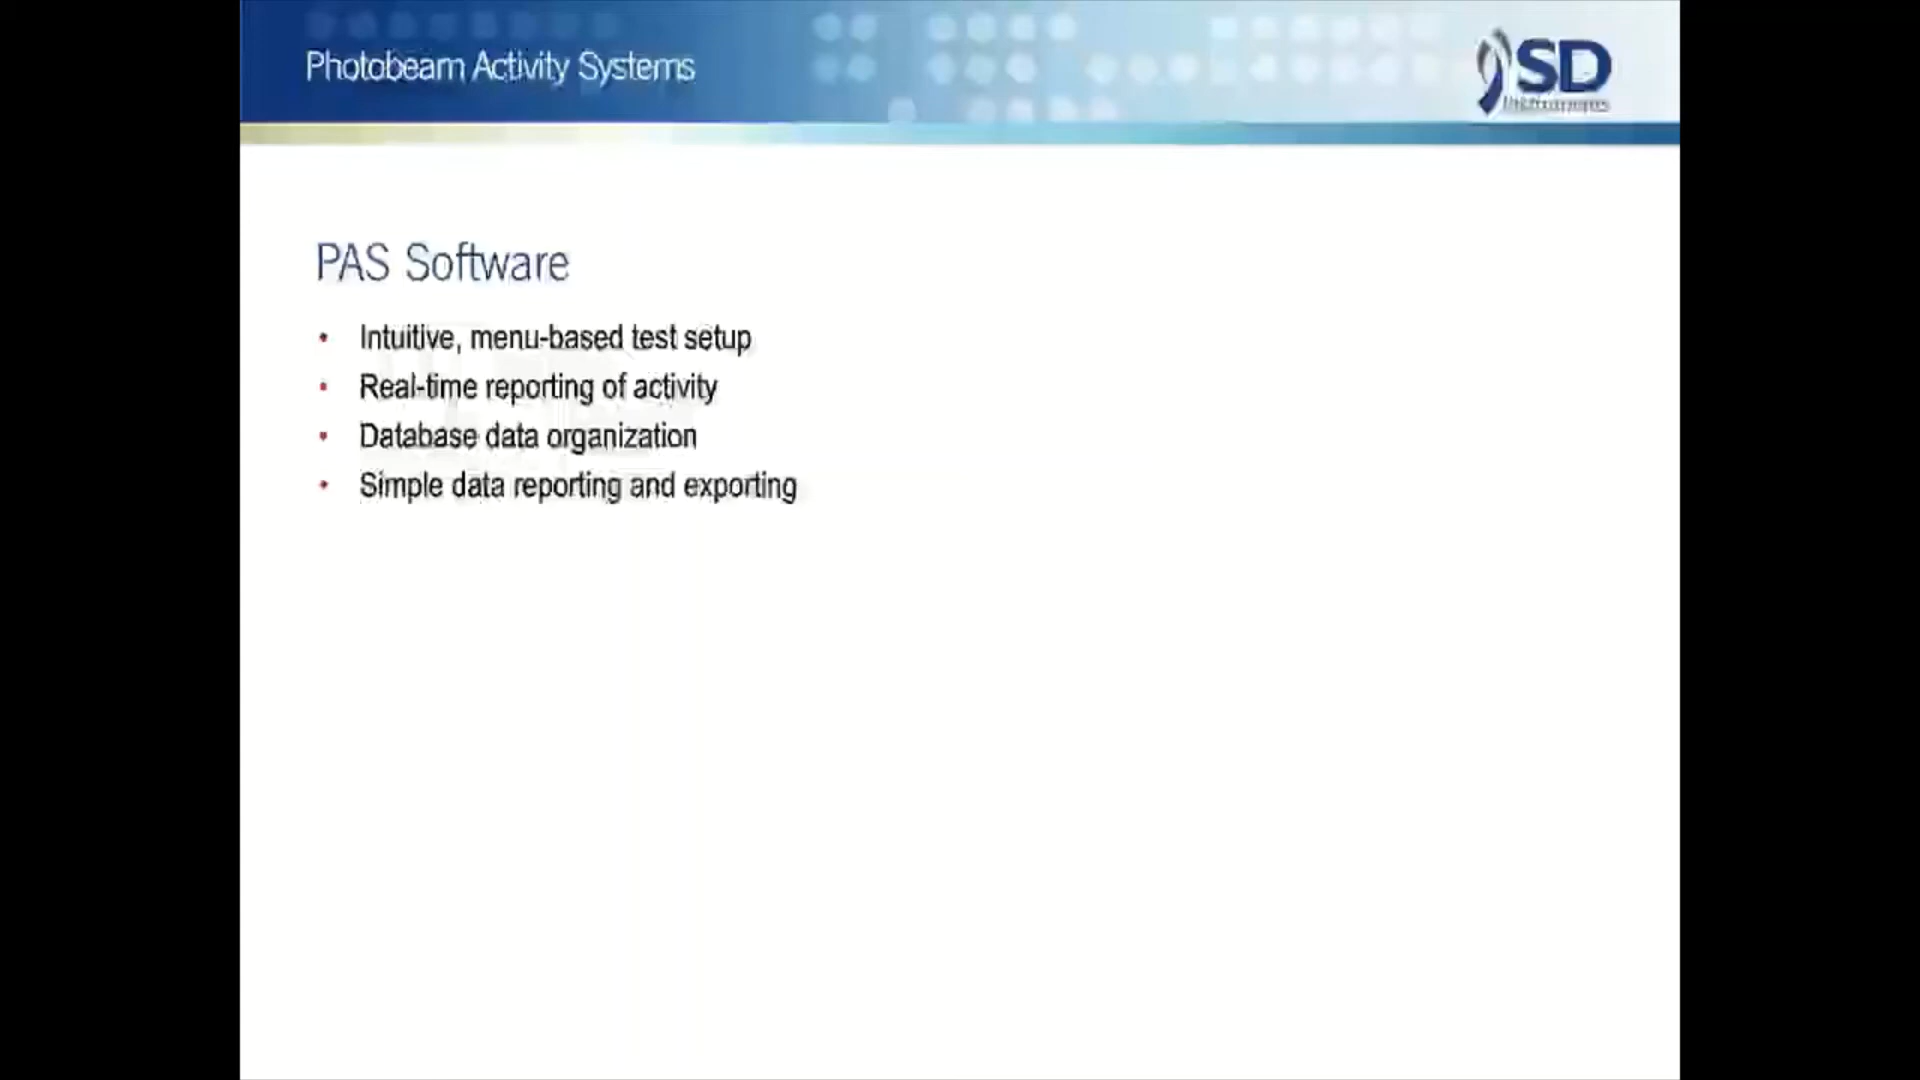 Photobeam Activity Systems
SD
Instruments
PAS Software
• Intuitive, menu-based test setup
• Real-time reporting of activity
• Database data organization
• Simple data reporting and exporting